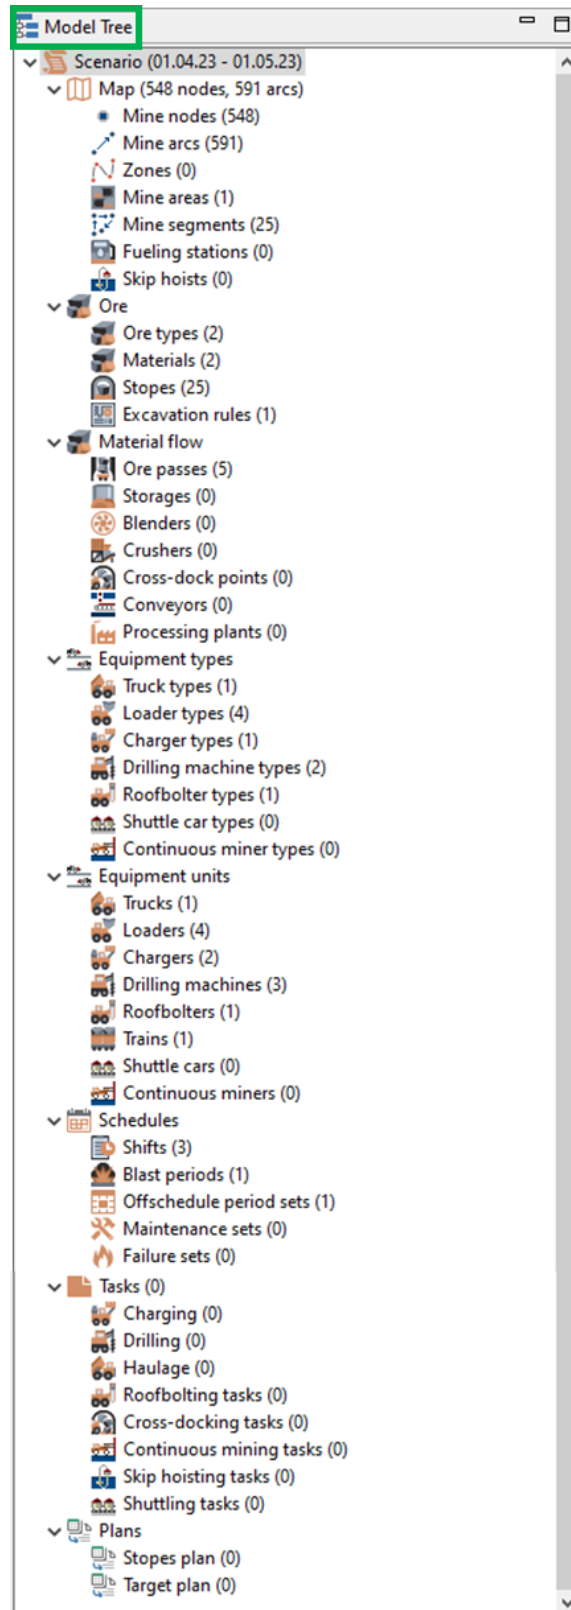 Model Tree
Scenario (01.04.23 - 01.05.23)
Map (548 nodes, 591 arcs)
Mine nodes (548)
Mine arcs (591)
Zones (0)
Mine areas (1)
Mine segments (25)
Fueling stations (0)
Skip hoists (0)
Ore
Ore types (2)
Materials (2)
Stopes (25)
Excavation rules (1)
Material flow
Ore passes (5)
Storages (0)
Blenders (0)
Crushers (0)
Cross-dock points (0)
Conveyors (0)
Processing plants (0)
Equipment types
Truck types (1)
Loader types (4)
Charger types (1)
Drilling machine types (2)
Roofbolter types (1)
Shuttle car types (0)
Continuous miner types (0)
Equipment units
Trucks (1)
Loaders (4)
Chargers (2)
Drilling machines (3)
Roofbolters (1)
Trains (1)
Shuttle cars (0)
Continuous miners (0)
Schedules
Shifts (3)
Blast periods (1)
Offschedule period sets (1)
Maintenance sets (0)
Failure sets (0)
Tasks (0)
Charging (0)
Drilling (0)
Haulage (0)
Roofbolting tasks (0)
Cross-docking tasks (0)
Continuous mining tasks (0)
Skip hoisting tasks (0)
Shuttling tasks (0)
Plans
Stopes plan (0)
Target plan (0)